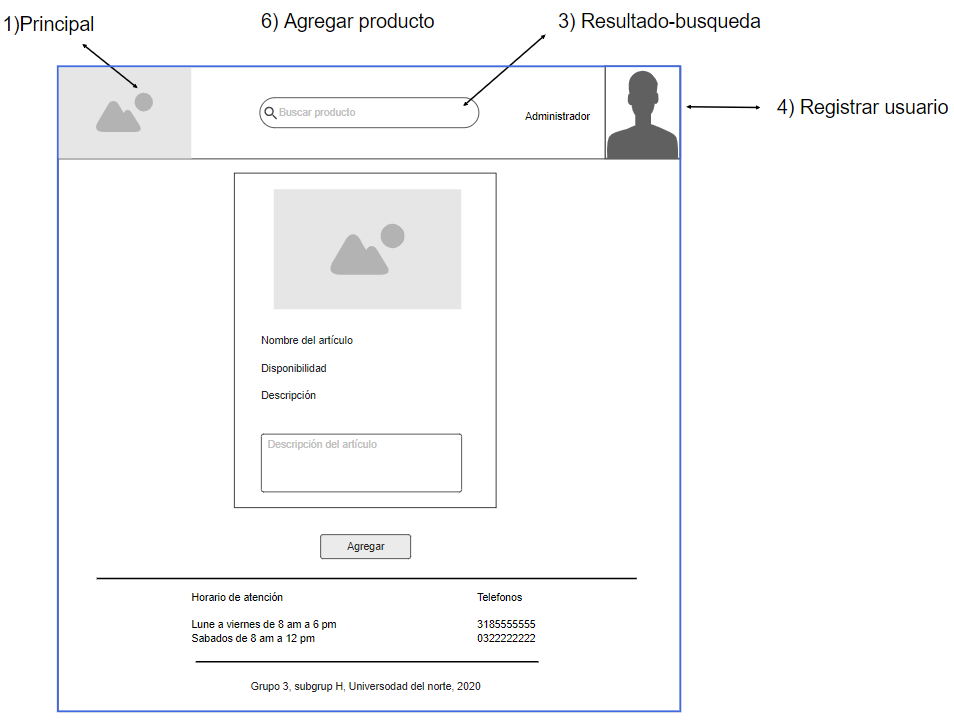 1)Principal
6) Agregar producto
3) Resultado-busqueda
Buscar producto
Administrador
4) Registrar usuario
Nombre del artículo
Disponibilidad
Descripción
Descripción del artículo
Agregar
Horario de atención
Telefonos
Lune a viernes de 8 am a 6 pm
3185555555
Sabados de 8 am a 12 pm
0322222222
Grupo 3, subgrup H, Universodad del norte, 2020